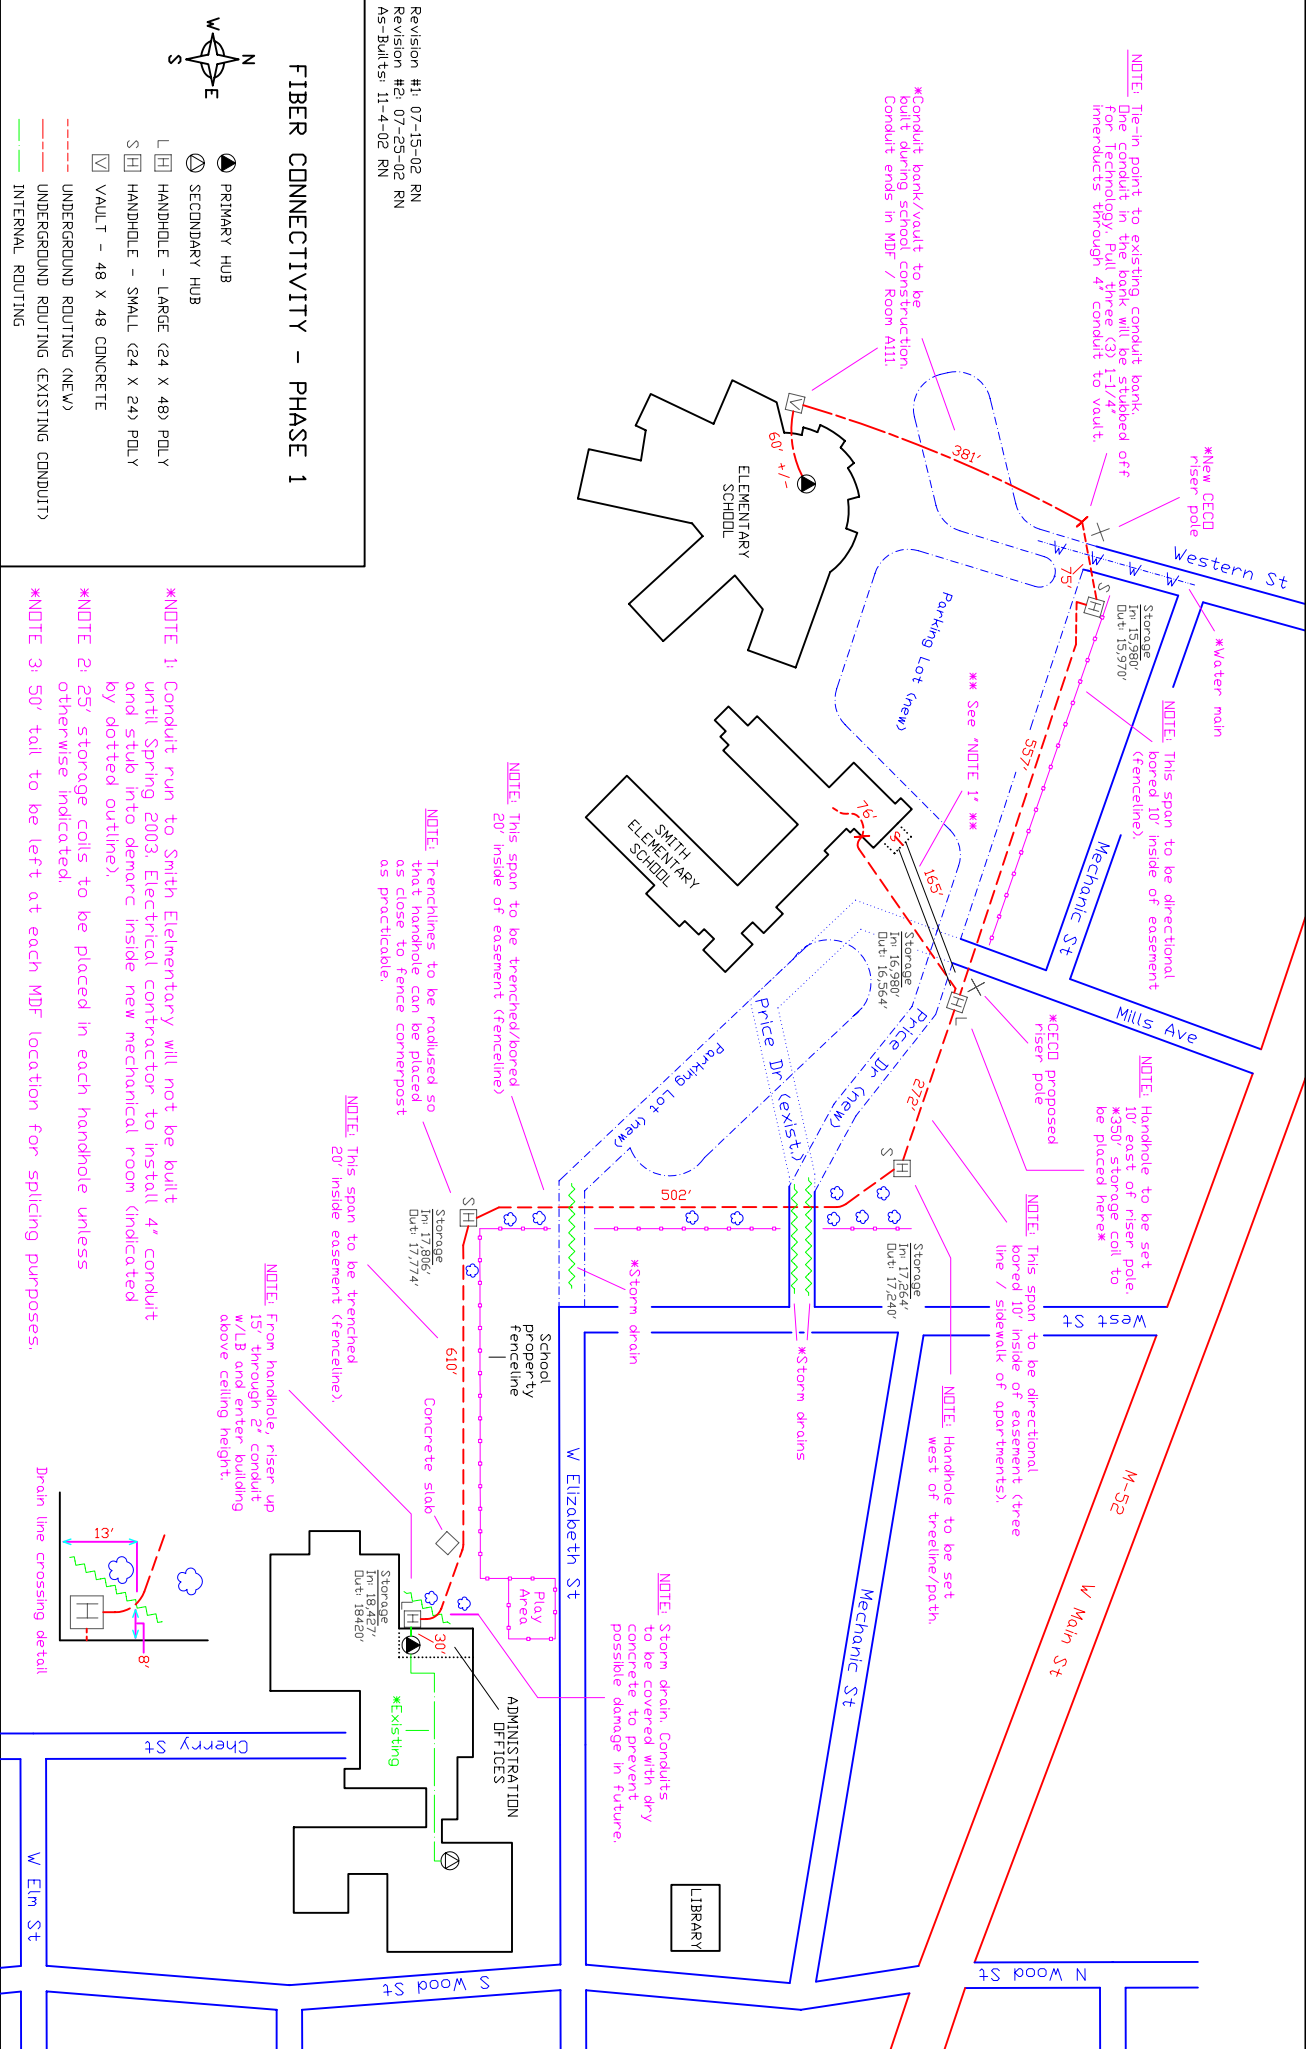 Revision #1: 07-15-02 RN
Revision #2: 07-25-02 RN
As-Builts: 11-4-02 RN
FIBER CONNECTIVITY - PHASE 1
N
W
E
S
PRIMARY HUB
SECONDARY HUB
L H HANDHOLE - LARGE (24 X 48) POLY
S H HANDHOLE - SMALL (24 X 24) POLY
V VAULT - 48 X 48 CONCRETE
UNDERGROUND ROUTING (NEW)
UNDERGROUND ROUTING (EXISTING CONDUIT)
INTERNAL ROUTING
NOTE: Tie-in point to existing conduit bank.
One conduit in the bank will be stubbed off
for Technology. Pull three (3) 1-1/4"
innerducts through 4" conduit to vault.
*Conduit bank/vault to be
built during school construction.
Conduit ends in MDF / Room A111.
*New CECO
riser pole
Western St
W W W W
*Water main
381'
75'
V
60' +/-
ELEMENTARY
SCHOOL
S
H
Storage
In: 15,980'
Out: 15,970'
NOTE: This span to be directional
bored 10' inside of easement
(fenceline).
Parking Lot (new)
** See "NOTE 1" **
557'
Mechanic St
Mills Ave
SMITH
ELEMENTARY
SCHOOL
76'
5'
165'
Storage
In: 16,980'
Out: 16,564'
H
L
*CECO proposed
riser pole
NOTE: Handhole to be set
10' east of riser pole.
*350' storage coil to
be placed here*
Price Dr (new)
Price Dr (exist.)
Parking Lot (new)
272'
S
H
NOTE: This span to be directional
bored 10' inside of easement (tree
line / sidewalk of apartments).
Storage
In: 17,264'
Out: 17,240'
West St
NOTE: Handhole to be set
west of treeline/path.
NOTE: This span to be trenched/bored
20' inside of easement (fenceline)
NOTE: Trenchlines to be radiused so
that handhole can be placed
as close to fence cornerpost
as practicable.
502'
S
H
Storage
In: 17,806'
Out: 17,774'
*Storm drain
*Storm drains
NOTE: This span to be trenched
20' inside easement (fenceline).
School
property
fenceline
610'
Concrete slab
NOTE: From handhole, riser up
15' through 2" conduit
w/LB and enter building
above ceiling height.
W Elizabeth St
Mechanic St
M-52
W Main St
Play
Area
NOTE: Storm drain. Conduits
to be covered with dry
concrete to prevent
possible damage in future.
Storage
In: 18,427'
Out: 18420'
L
H
30'
ADMINISTRATION
OFFICES
*Existing
LIBRARY
13'
H
8'
Drain line crossing detail
Cherry St
W Elm St
S Wood St
N Wood St
*NOTE 1: Conduit run to Smith Elelmentary will not be built
until Spring 2003. Electrical contractor to install 4" conduit
and stub into demarc inside new mechanical room (indicated
by dotted outline).
*NOTE 2: 25' storage coils to be placed in each handhole unless
otherwise indicated.
*NOTE 3: 50' tail to be left at each MDF location for splicing purposes.